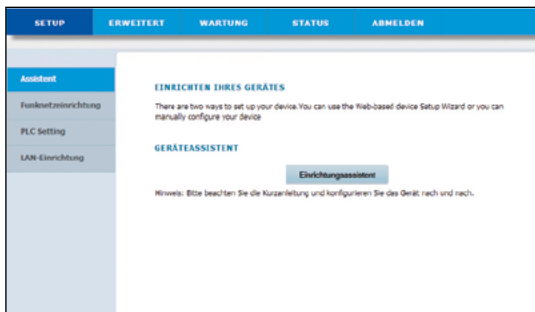 SETUP ERWEITERT WARTUNG STATUS ABMELDEN
Assistent
Funknetzeinrichtung
PLC Setting
LAN-Einrichtung
EINRICHTEN IHRES GERÄTES
There are two ways to set up your device.You can use the Web-based device Setup Wizard or you can
manually configure your device
GERÄTEASSISTENT
Einrichtungsassistent
Hinweis: Bitte beachten Sie die Kurzanleitung und konfigurieren Sie das Gerät nach und nach.